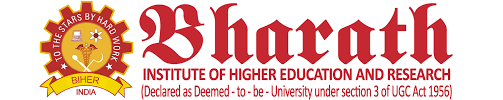 TO THE STARS BY HARD WORK
BIHER
INDIA
Bharath
INSTITUTE OF HIGHER EDUCATION AND RESEARCH
(Declared as Deemed - to - be - University under section 3 of UGC Act 1956)